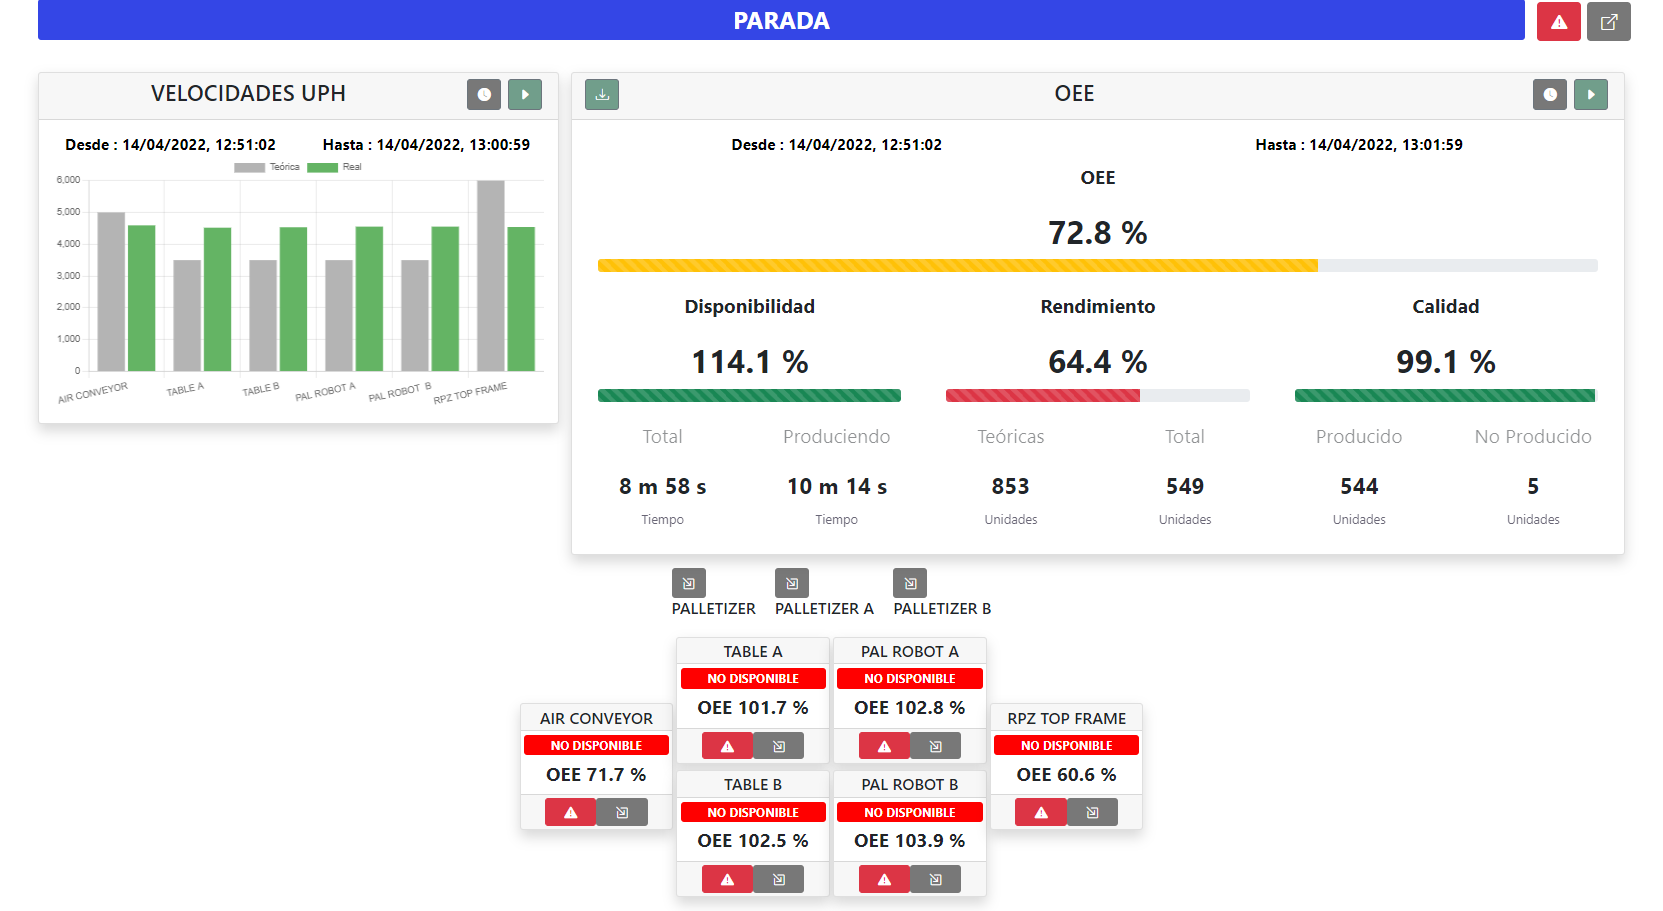 PARADA
VELOCIDADES UPH
Desde : 14/04/2022, 12:51:02 Hasta : 14/04/2022, 13:00:59
Teórica Real
6,000
5,000
4,000
3,000
2,000
1,000
0
AIR CONVEYOR TABLE A TABLE B PAL ROBOT A PAL ROBOT B RPZ TOP FRAME
OEE
Desde : 14/04/2022, 12:51:02 Hasta : 14/04/2022, 13:01:59
OEE
72.8 %
Disponibilidad Rendimiento Calidad
114.1 % 64.4 % 99.1 %
Total Produciendo Teóricas Total Producido No Producido
8 m 58 s 10 m 14 s 853 549 544 5
Tiempo Tiempo Unidades Unidades Unidades Unidades
PALLETIZER PALLETIZER A PALLETIZER B
TABLE A PAL ROBOT A
NO DISPONIBLE NO DISPONIBLE
OEE 101.7 % OEE 102.8 %
AIR CONVEYOR RPZ TOP FRAME
NO DISPONIBLE NO DISPONIBLE
OEE 71.7 % OEE 60.6 %
TABLE B PAL ROBOT B
NO DISPONIBLE NO DISPONIBLE
OEE 102.5 % OEE 103.9 %